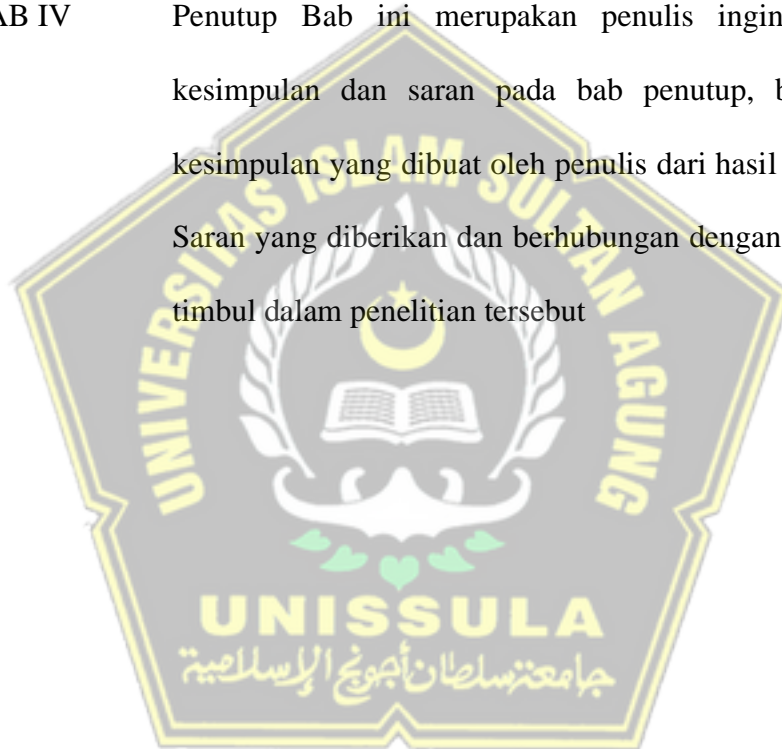 AB IV Penutup Bab ini merupakan penulis ingin
kesimpulan dan saran pada bab penutup, b
kesimpulan yang dibuat oleh penulis dari hasil
Saran yang diberikan dan berhubungan dengan
timbul dalam penelitian tersebut
UNIVERSITAS ISLAM SULTAN AGUNG
UNISSULA
جامعتسلطان أجونج الإسلامية